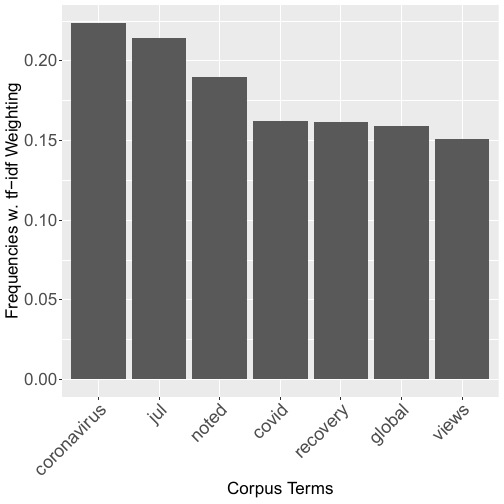 Frequencies w. tf−idf Weighting
0.20
0.15
0.10
0.05
0.00
coronavirus
jul
noted
covid
recovery
global
views
Corpus Terms